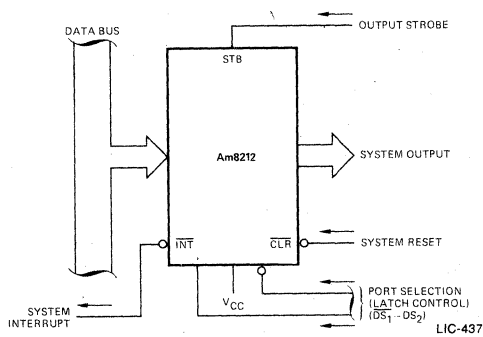 DATA BUS
OUTPUT STROBE
STB
Am8212
SYSTEM OUTPUT
INT
CLR
SYSTEM RESET
SYSTEM
INTERRUPT
VCC
PORT SELECTION
(LATCH CONTROL)
(DS1–DS2)
LIC-437